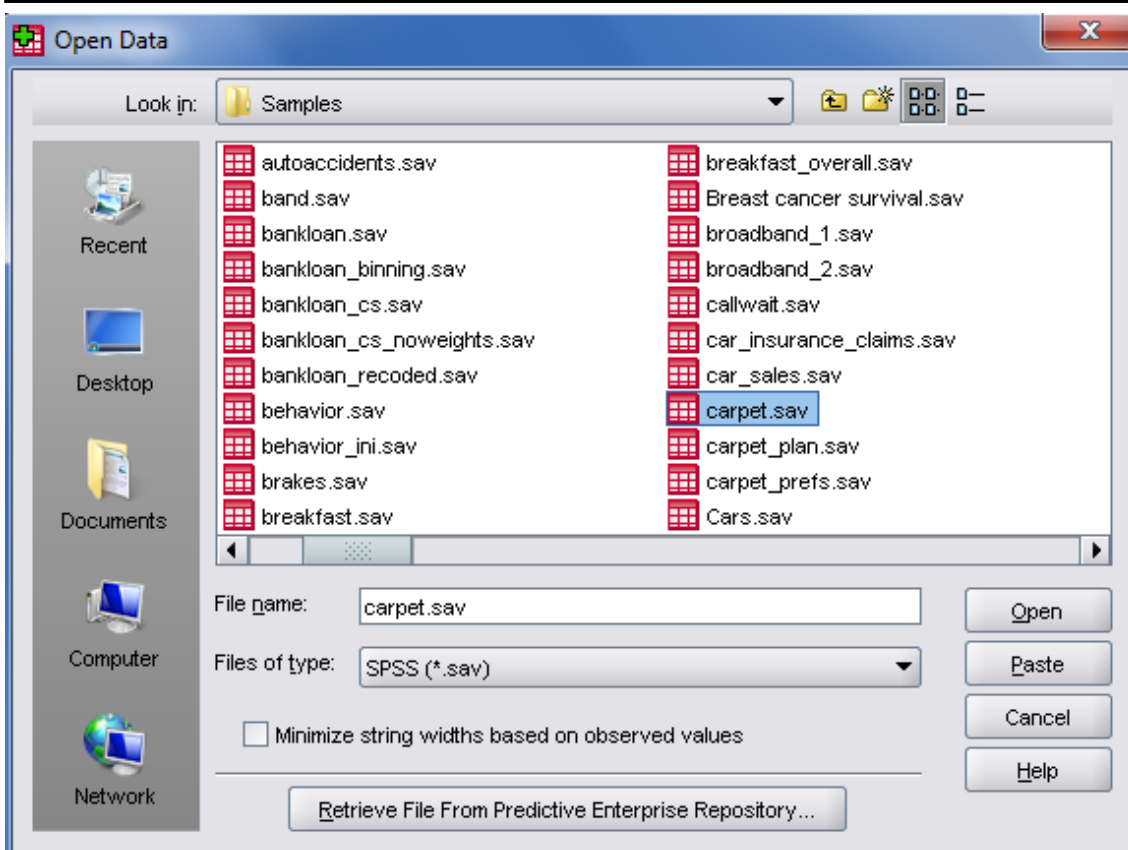 Open Data
Look in:
Samples
Recent
Desktop
Documents
Computer
Network
autoaccidents.sav
band.sav
bankloan.sav
bankloan_binning.sav
bankloan_cs.sav
bankloan_cs_noweights.sav
bankloan_recoded.sav
behavior.sav
behavior_ini.sav
brakes.sav
breakfast.sav
breakfast_overall.sav
Breast cancer survival.sav
broadband_1.sav
broadband_2.sav
callwait.sav
car_insurance_claims.sav
car_sales.sav
carpet.sav
carpet_plan.sav
carpet_prefs.sav
Cars.sav
File name:
carpet.sav
Files of type:
SPSS (*.sav)
Minimize string widths based on observed values
Retrieve File From Predictive Enterprise Repository...
Open
Paste
Cancel
Help